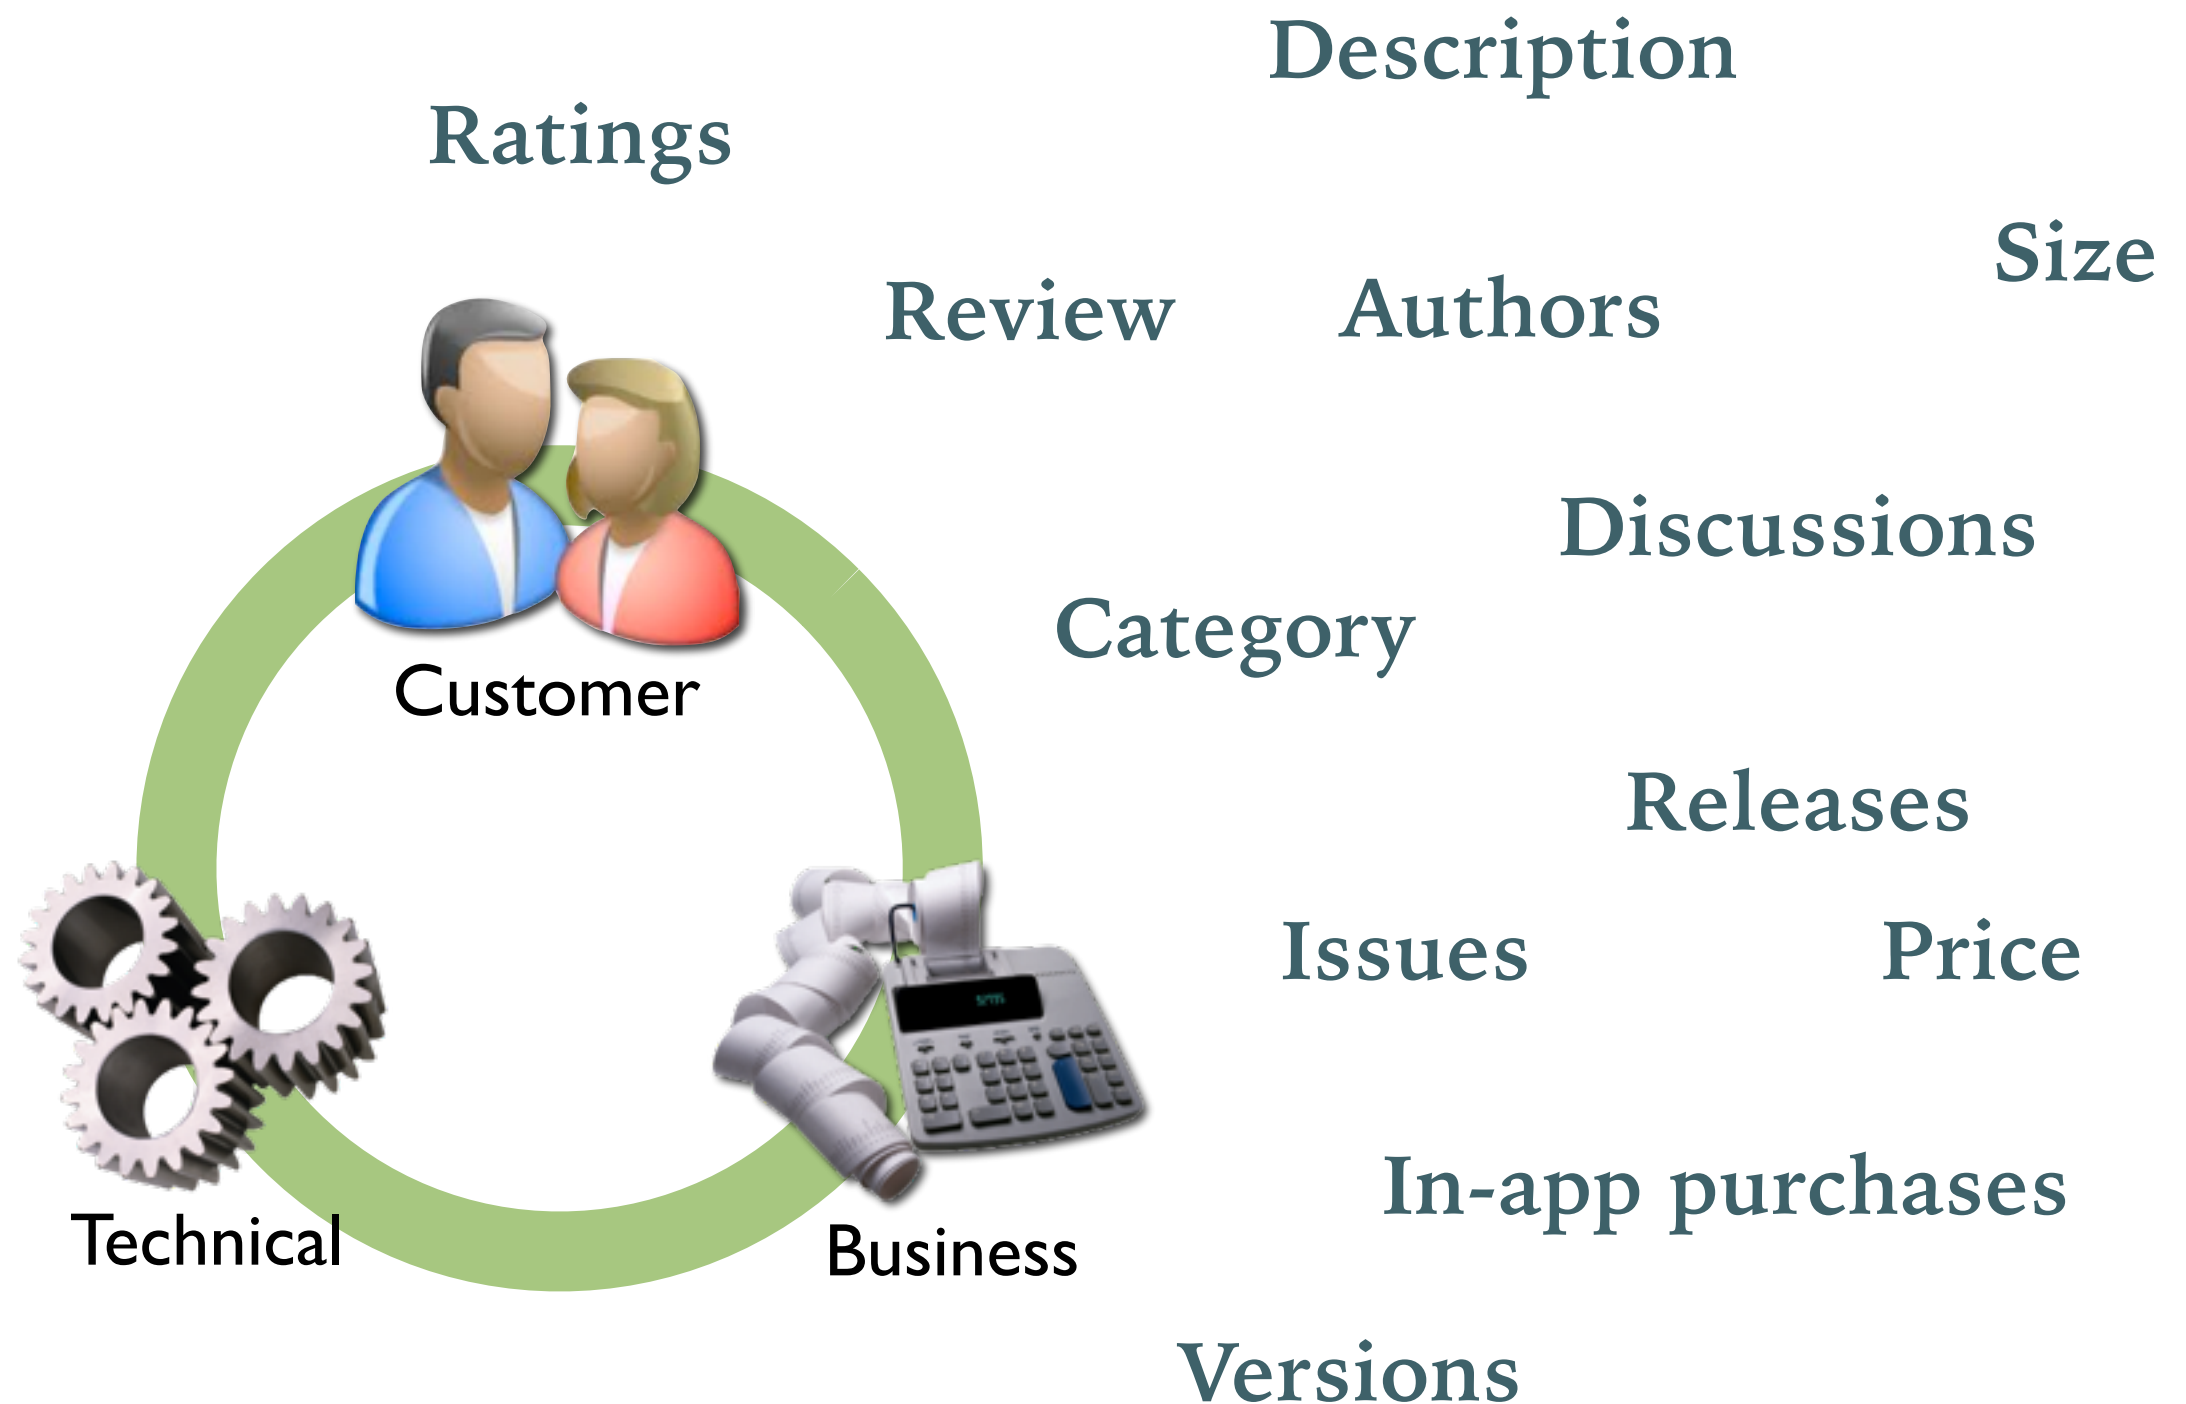 Description
Ratings
Size
Review
Authors
Discussions
Category
Customer
Releases
Issues
Price
In-app purchases
Technical
Business
Versions